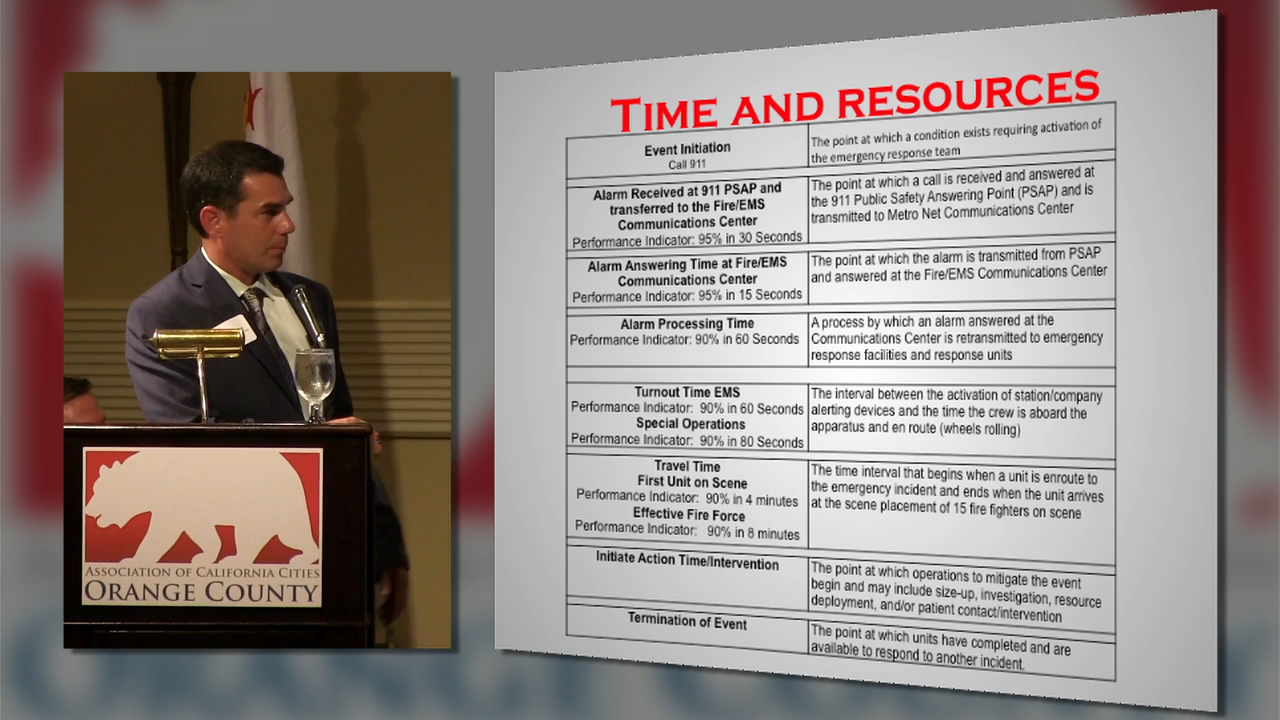 ASSOCIATION OF CALIFORNIA CITIES
ORANGE COUNTY
TIME AND RESOURCES
Event Initiation
Call 911
The point at which a condition exists requiring activation of
the emergency response team
Alarm Received at 911 PSAP and
transferred to the Fire/EMS
Communications Center
Performance Indicator: 95% in 30 Seconds
The point at which a call is received and answered at
the 911 Public Safety Answering Point (PSAP) and is
transmitted to Metro Net Communications Center
Alarm Answering Time at Fire/EMS
Communications Center
Performance Indicator: 95% in 15 Seconds
The point at which the alarm is transmitted from PSAP
and answered at the Fire/EMS Communications Center
Alarm Processing Time
Performance Indicator: 90% in 60 Seconds
A process by which an alarm answered at the
Communications Center is retransmitted to emergency
response facilities and response units
Turnout Time EMS
Performance Indicator: 90% in 60 Seconds
Special Operations
Performance Indicator: 90% in 80 Seconds
The interval between the activation of station/company
alerting devices and the time the crew is aboard the
apparatus and en route (wheels rolling)
Travel Time
First Unit on Scene
Performance Indicator: 90% in 4 minutes
Effective Fire Force
Performance Indicator: 90% in 8 minutes
The time interval that begins when a unit is enroute to
the emergency incident and ends when the unit arrives
at the scene placement of 15 fire fighters on scene
Initiate Action Time/Intervention
The point at which operations to mitigate the event
begin and may include size-up, investigation, resource
deployment, and/or patient contact/intervention
Termination of Event
The point at which units have completed and are
available to respond to another incident.